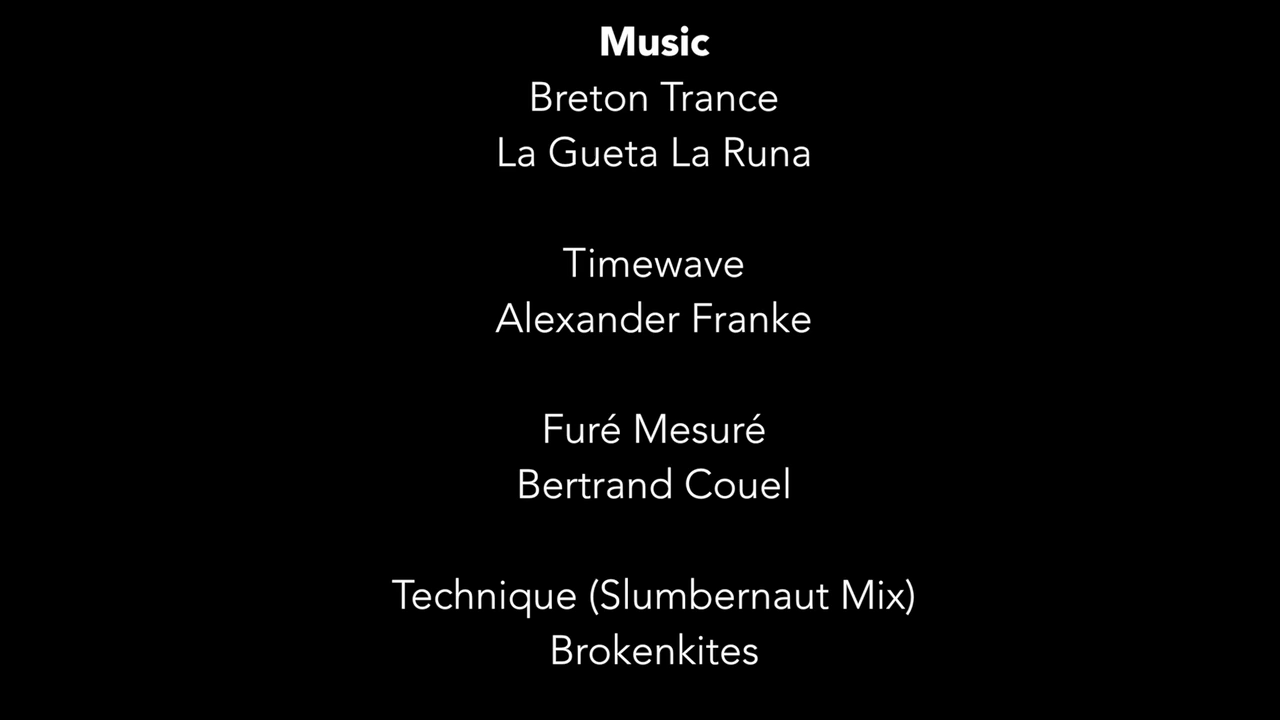 Music
Breton Trance
La Gueta La Runa
Timewave
Alexander Franke
Furé Mesuré
Bertrand Couel
Technique (Slumbernaut Mix)
Brokenkites